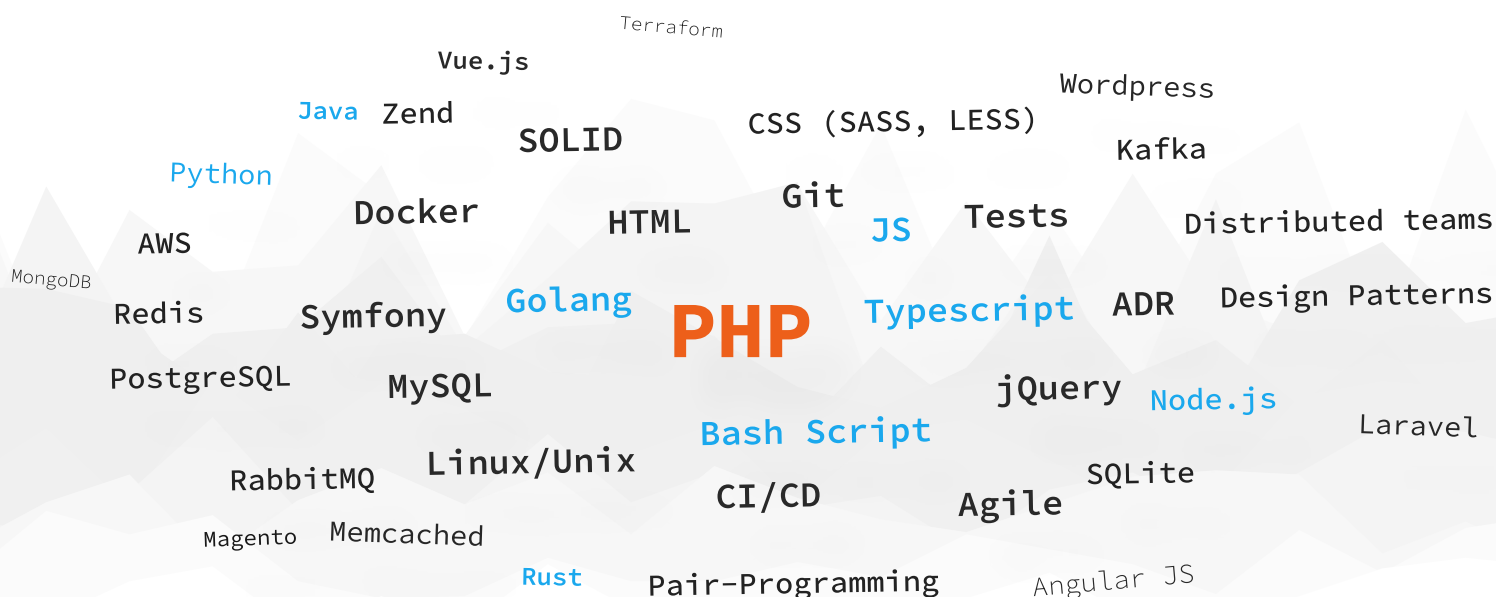 Terraform
Vue.js
Wordpress
Java
Zend
SOLID
CSS (SASS, LESS)
Kafka
Python
Git
Docker
HTML
JS
Tests
Distributed teams
AWS
MongoDB
Redis
Symfony
Golang
PHP
Typescript
ADR
Design Patterns
PostgreSQL
MySQL
jQuery
Node.js
Bash Script
Laravel
RabbitMQ
Linux/Unix
SQLite
CI/CD
Agile
Magento
Memcached
Rust
Pair-Programming
Angular JS